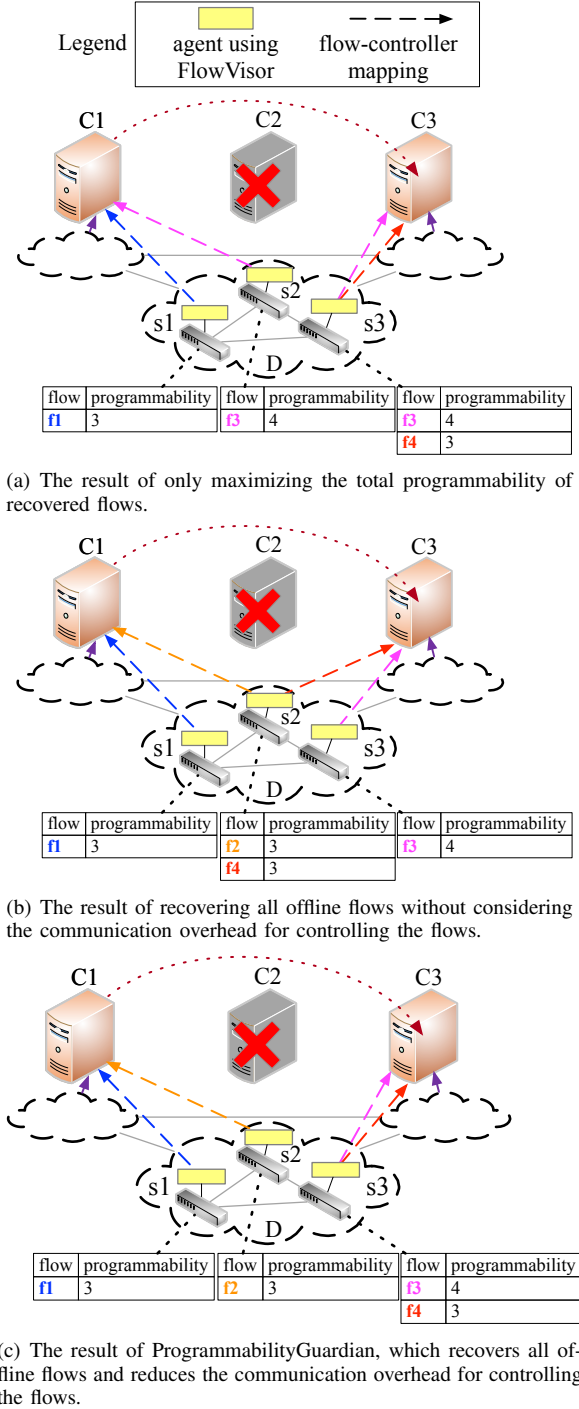 Legend
agent using
FlowVisor
flow-controller
mapping
C1
C2
C3
s1
s2
s3
D
flow programmability
f1 3
flow programmability
f3 4
flow programmability
f3 4
f4 3
(a) The result of only maximizing the total programmability of
recovered flows.
C1
C2
C3
s1
s2
s3
D
flow programmability
f1 3
flow programmability
f2 3
f4 3
flow programmability
f3 4
(b) The result of recovering all offline flows without considering
the communication overhead for controlling the flows.
C1
C2
C3
s1
s2
s3
D
flow programmability
f1 3
flow programmability
f2 3
flow programmability
f3 4
f4 3
(c) The result of ProgrammabilityGuardian, which recovers all of-
fline flows and reduces the communication overhead for controlling
the flows.